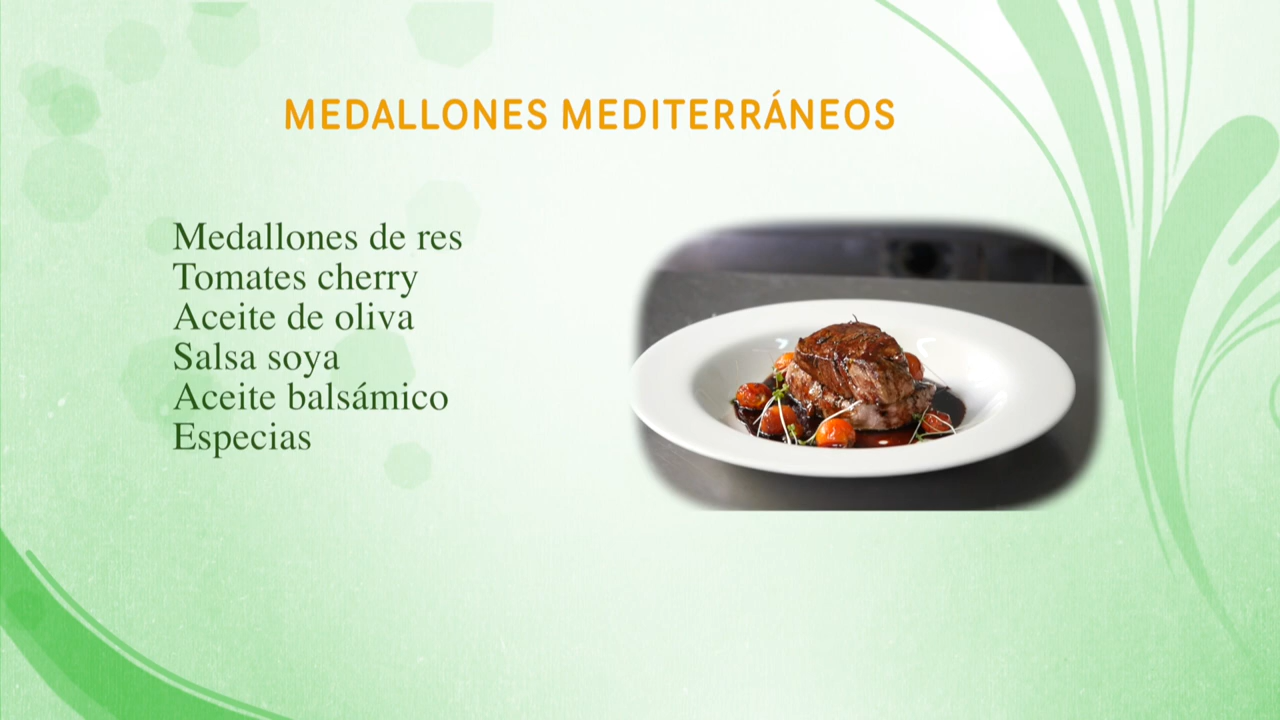 MEDALLONES MEDITERRÁNEOS
Medallones de res
Tomates cherry
Aceite de oliva
Salsa soya
Aceite balsámico
Especias